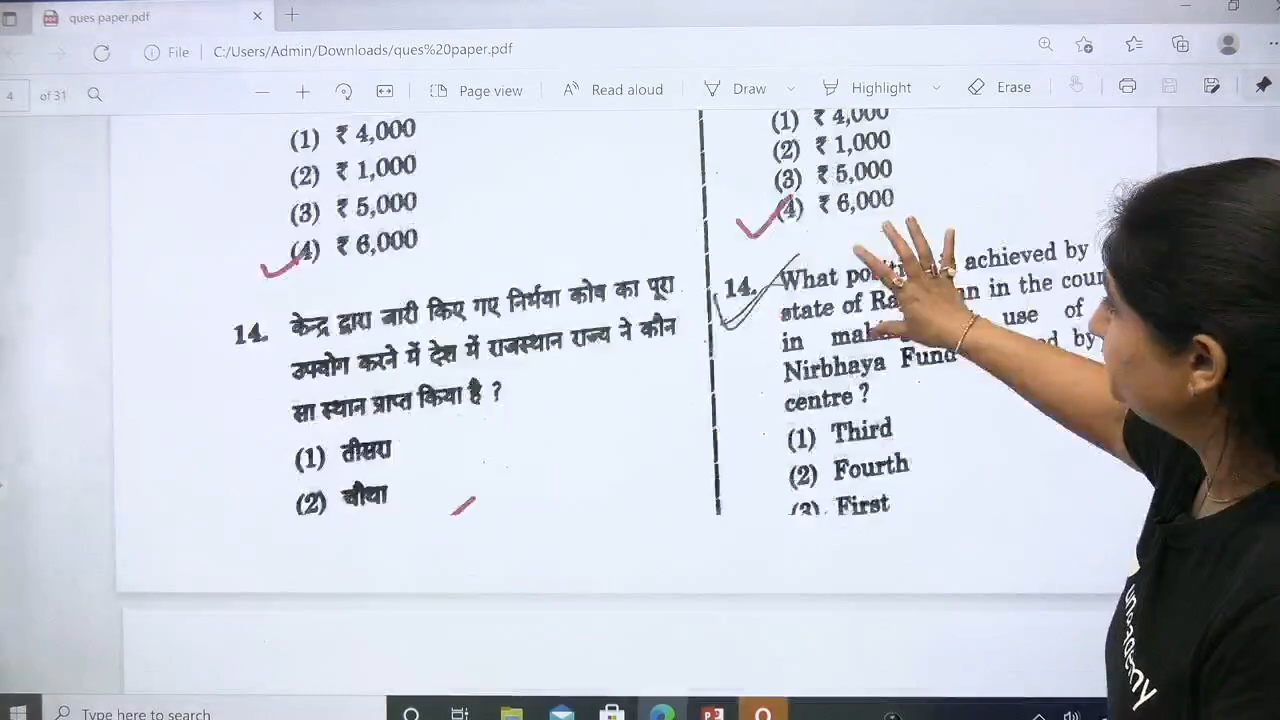 ques paper.pdf
File
C:/Users/Admin/Downloads/ques%20paper.pdf
4 of 31
Page view
Read aloud
Draw
Highlight
Erase
(1) ₹ 4,000
(2) ₹ 1,000
(3) ₹ 5,000
(4) ₹ 6,000
14. केन्द्र द्वारा जारी किए गए निर्भया कोष का पूरा
उपयोग करने में देश में राजस्थान राज्य ने कौन
सा स्थान प्राप्त किया है ?
(1) तीसरा
(2) चौथा
(1) ₹ 4,000
(2) ₹ 1,000
(3) ₹ 5,000
(4) ₹ 6,000
14. What achieved by
state of in the
in use of
Nirbhaya Fund by
centre ?
(1) Third
(2) Fourth
(3) First
unacademy
Type here to search